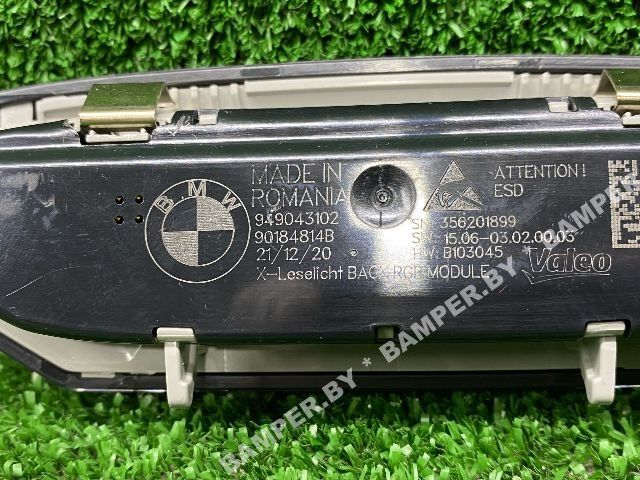 BMW
MADE IN
ROMANIA
949043102
90184814B
21/12/20
X-Leselicht BACK RGB MODULE
ATTENTION!
ESD
SN: 356201899
SW: 15.06-03.02.00.05
HW: B103045
Valeo
BAMPER.BY * BAMPER.BY * BAMPER.BY